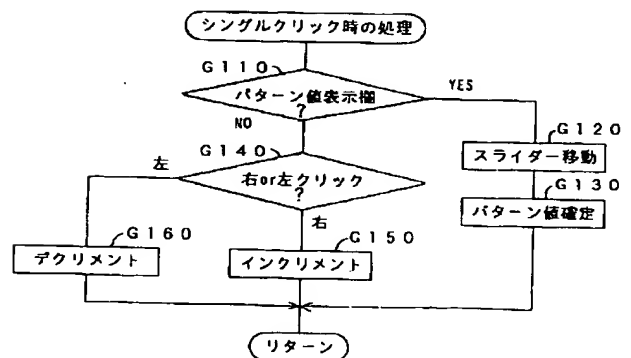 シングルクリック時の処理
G110
パターン値表示欄
?
YES
NO
G120
スライダー移動
G140
右or左クリック
?
左
G130
パターン値確定
右
G160
デクリメント
G150
インクリメント
リターン